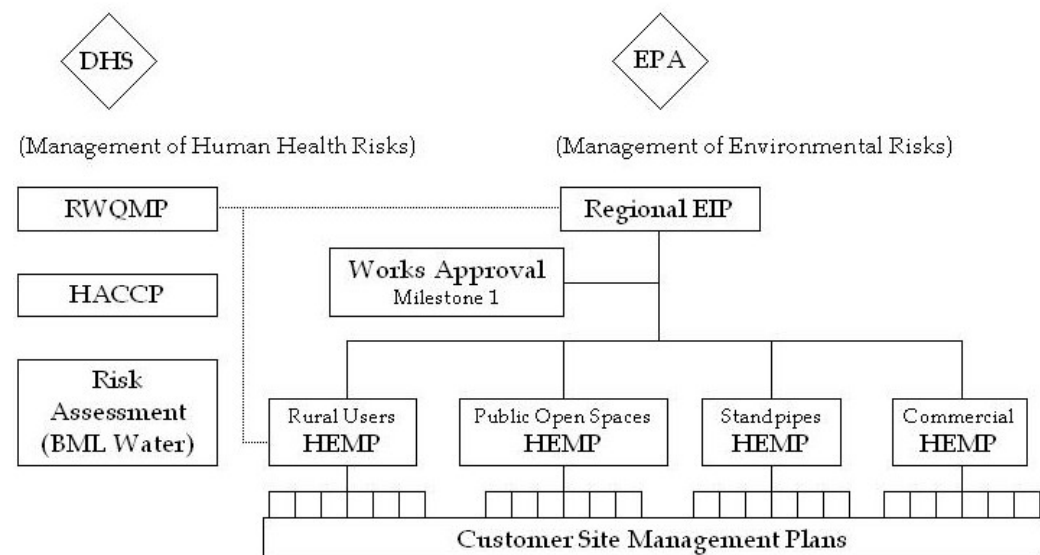 DHS
EPA
(Management of Human Health Risks)
(Management of Environmental Risks)
RWQMP
Regional EIP
Works Approval
Milestone 1
HACCP
Risk
Assessment
(BML Water)
Rural Users
HEMP
Public Open Spaces
HEMP
Standpipes
HEMP
Commercial
HEMP
Customer Site Management Plans